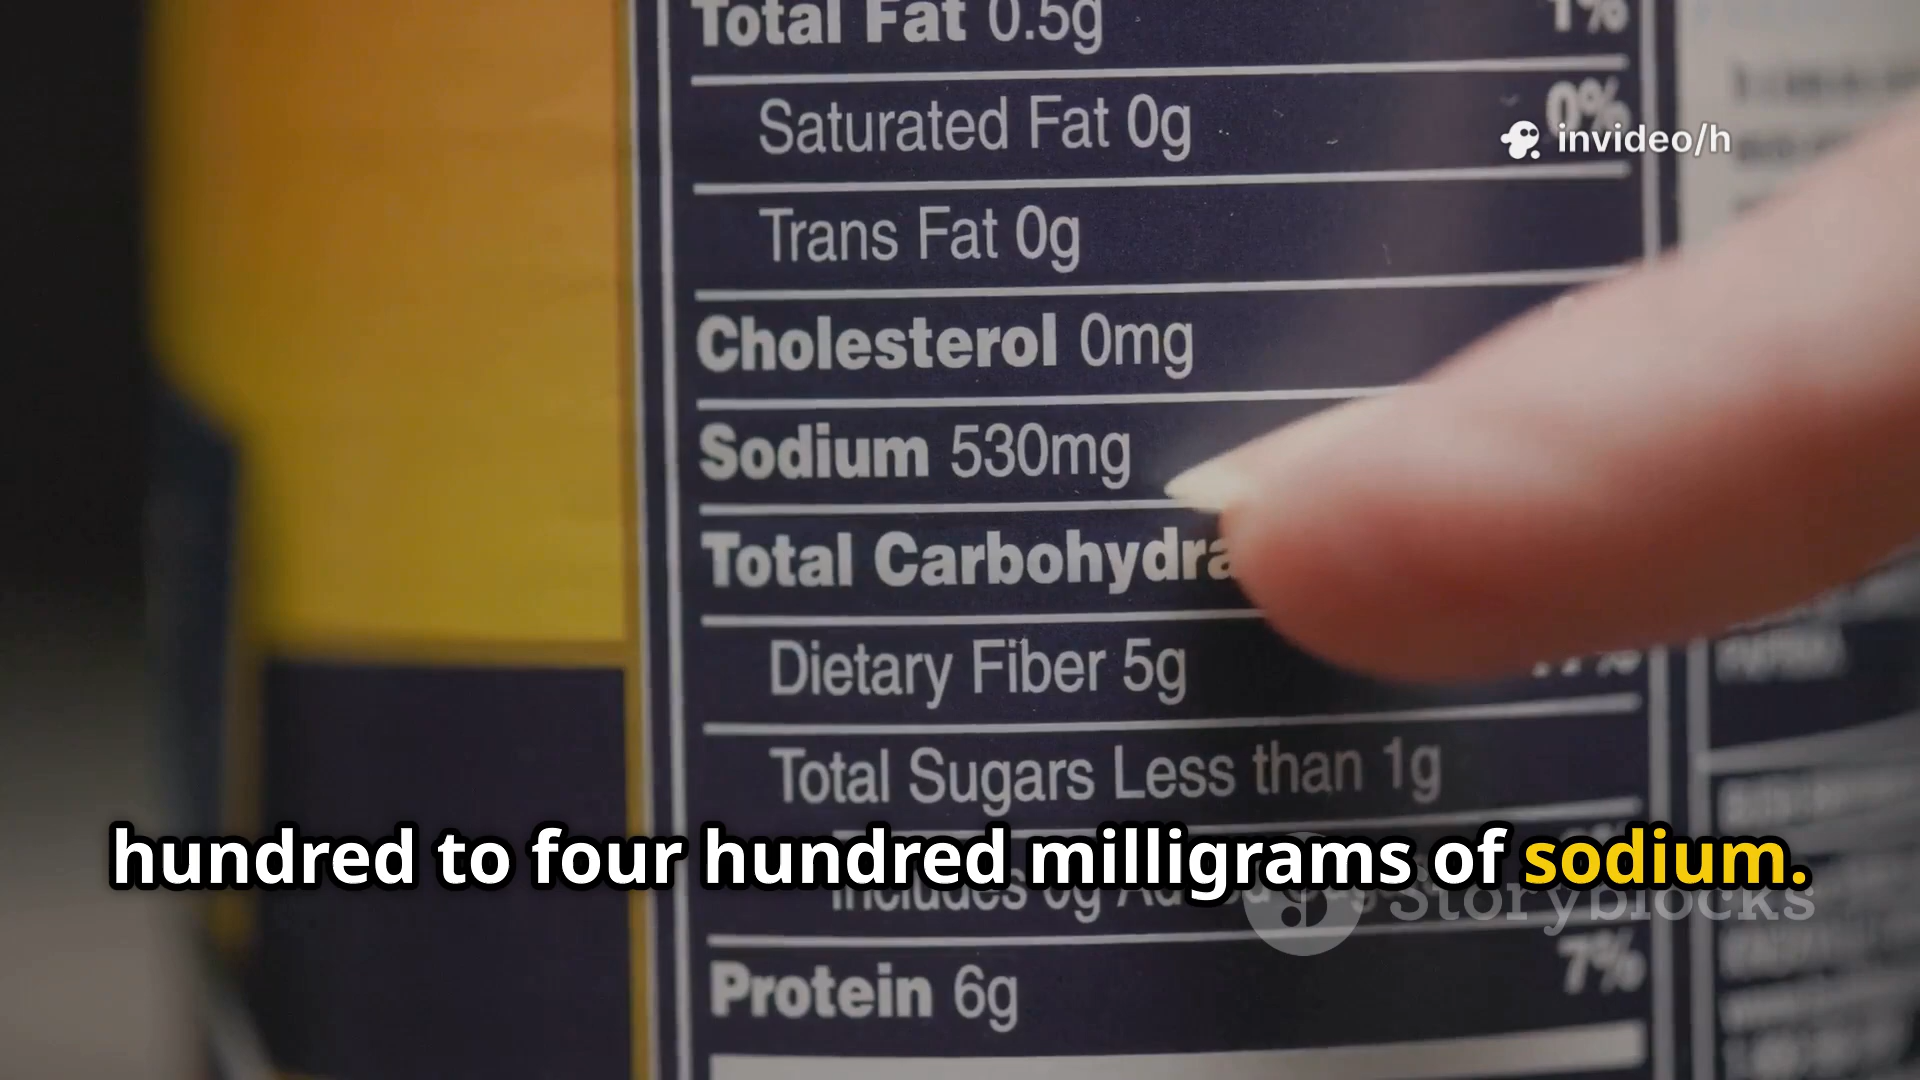 Total Fat 0.5g 1%
Saturated Fat 0g 0%
invideo/h
Trans Fat 0g
Cholesterol 0mg
Sodium 530mg
Total Carbohydra
Dietary Fiber 5g
Total Sugars Less than 1g
hundred to four hundred milligrams of sodium.
Includes 0g
Storyblocks
7%
Protein 6g